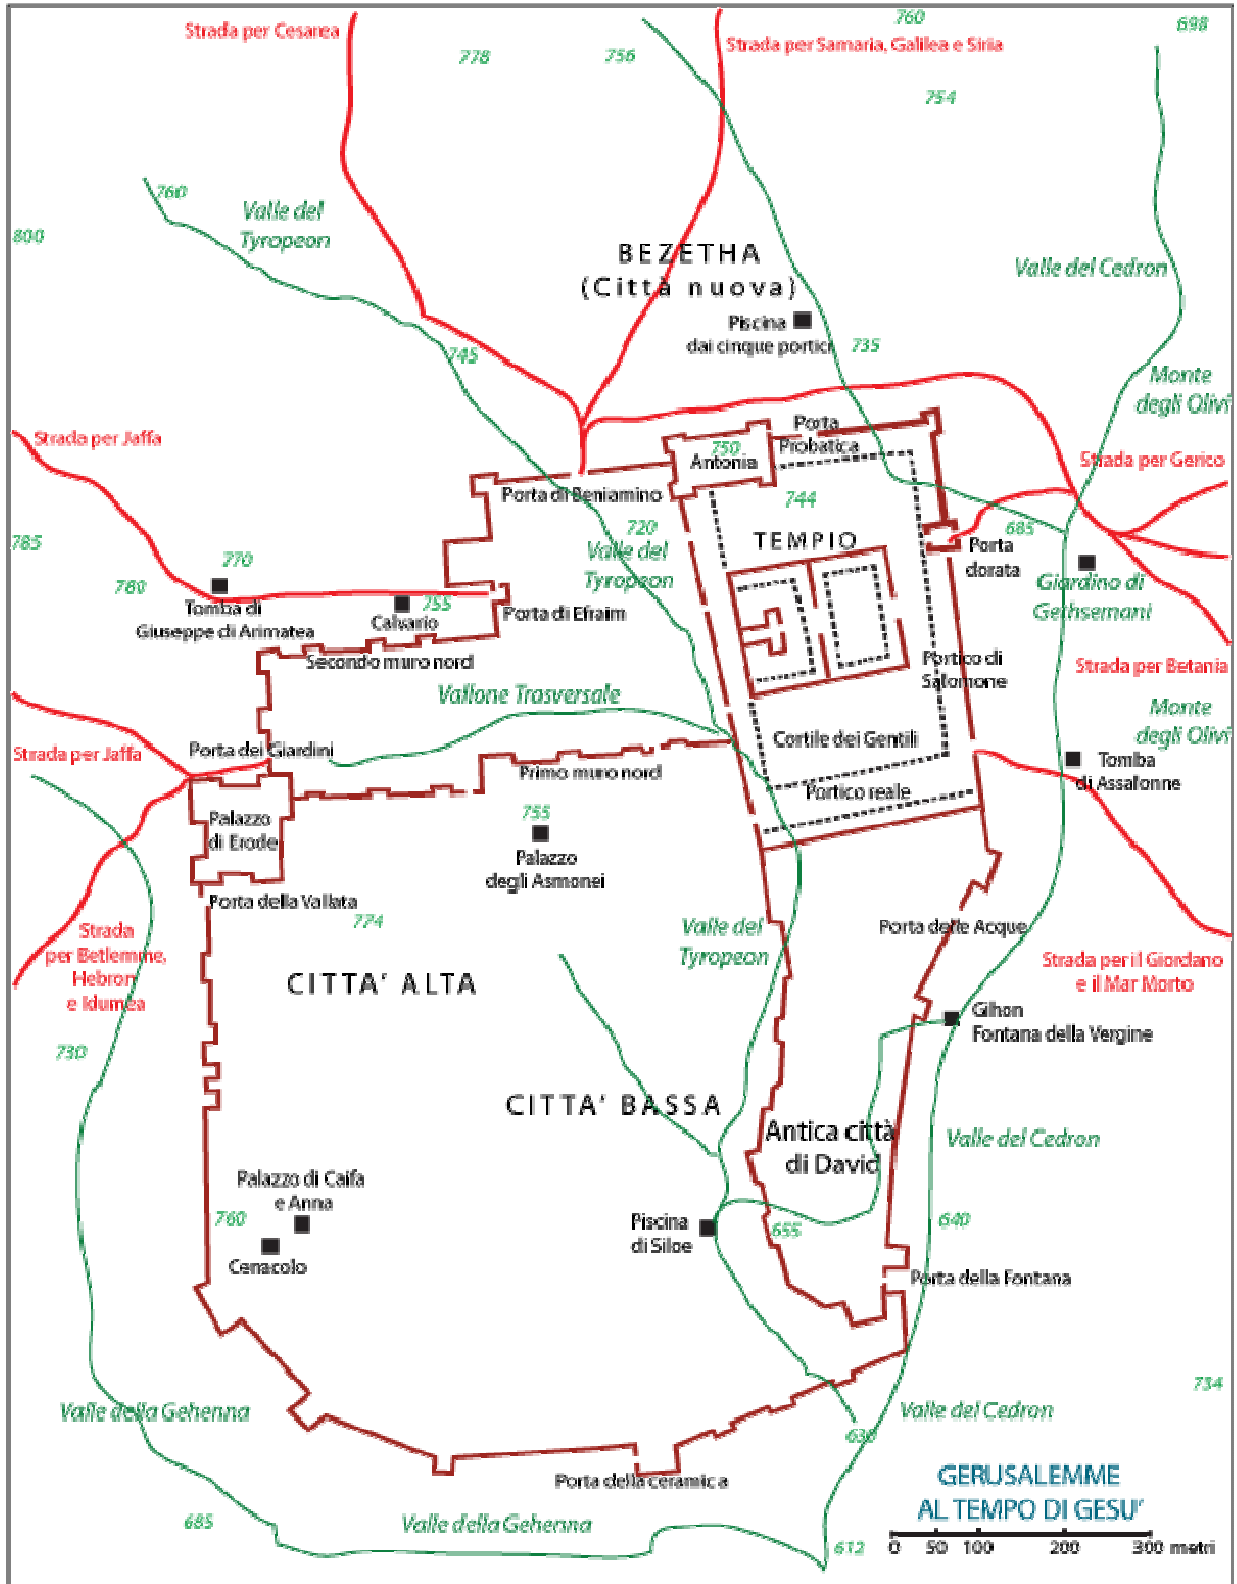 Strada per Cesarea
778
756
760
Strada per Samaria, Galilea e Siria
698
754
760
Valle del
Tyropeon
800
BEZETHA
(Città nuova)
Valle del Cedron
Piscina
dai cinque portici
735
745
Monte
degli Olivi
Strada per Jaffa
Porta
Probatica
750
Antonia
Strada per Gerico
Porta di Beniamino
744
720
785
Valle del
Tyropeon
TEMPIO
685
Porta
dorata
770
780
Giardino di
Gethsemani
Tomba di
Giuseppe di Arimatea
755
Calvario
Porta di Efraim
Secondo muro nord
Portico di
Salomone
Strada per Betania
Vallone Trasversale
Monte
degli Olivi
Strada per Jaffa
Porta dei Giardini
Cortile dei Gentili
Primo muro nord
Tomba
di Assalonne
Portico reale
Palazzo
di Erode
755
Palazzo
degli Asmonei
Porta della Vallata
774
Strada
per Betlemme,
Hebron
e Idumea
Valle del
Tyropeon
Porta delle Acque
Strada per il Giordano
e il Mar Morto
CITTA' ALTA
Gihon
Fontana della Vergine
730
CITTA' BASSA
Antica città
di David
Valle del Cedron
Palazzo di Caifa
e Anna
760
Cenacolo
Piscina
di Siloe
655
640
Porta della Fontana
734
Valle della Gehenna
Valle del Cedron
630
Porta della ceramica
GERUSALEMME
AL TEMPO DI GESU'
685
Valle della Gehenna
612
0 50 100 200 300 metri